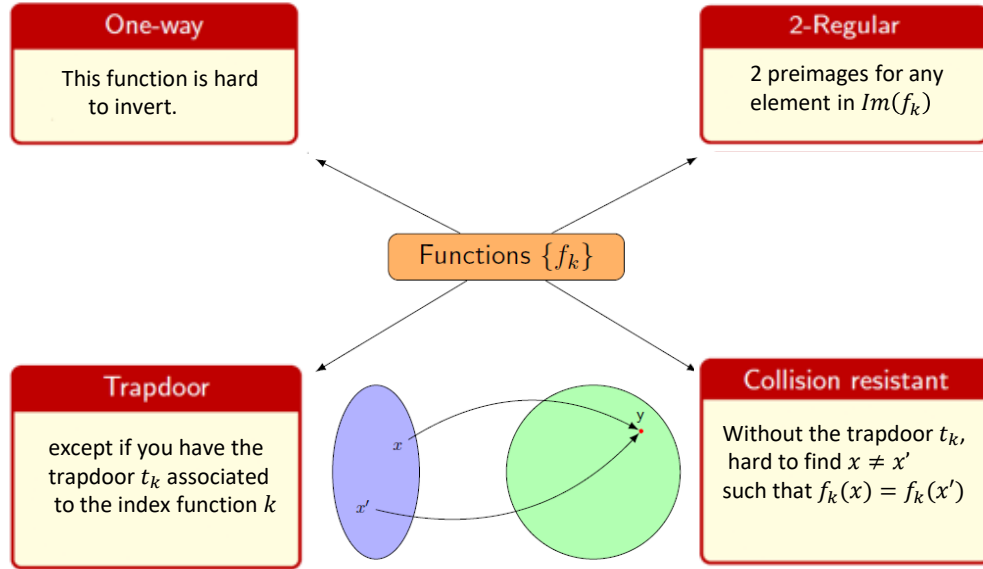 One-way
This function is hard
to invert.
2-Regular
2 preimages for any
element in Im(f_k)
Functions {f_k}
Trapdoor
except if you have the
trapdoor t_k associated
to the index function k
x
x'
y
Collision resistant
Without the trapdoor t_k,
hard to find x ≠ x'
such that f_k(x) = f_k(x')